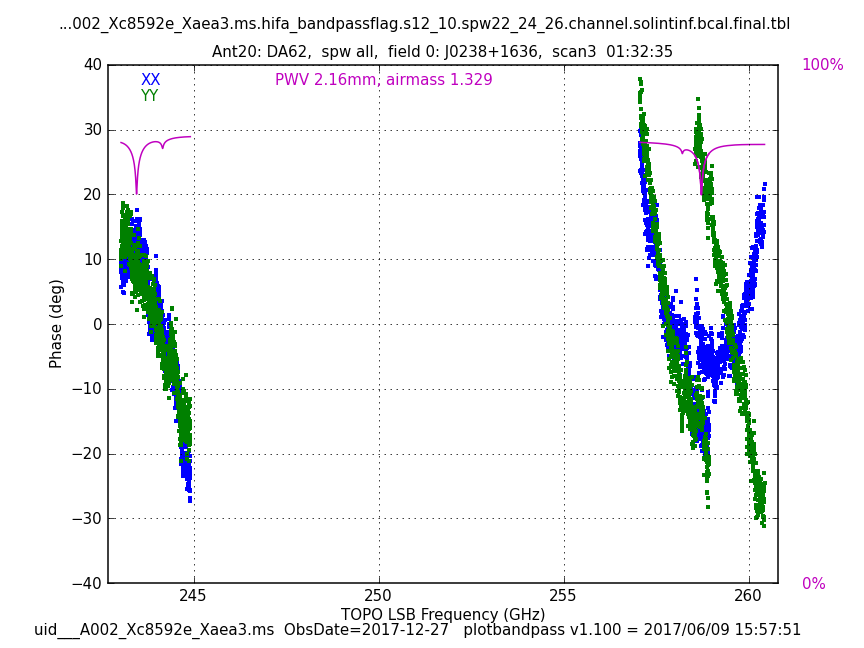 ...002_Xc8592e_Xaea3.ms.hifa_bandpassflag.s12_10.spw22_24_26.channel.solintinf.bcal.final.tbl
Ant20: DA62,  spw all,  field 0: J0238+1636,  scan3  01:32:35
40
100%
XX
PWV 2.16mm, airmass 1.329
YY
30
20
10
0
−10
−20
−30
−40
Phase (deg)
0%
245
250
255
260
TOPO LSB Frequency (GHz)
uid___A002_Xc8592e_Xaea3.ms  ObsDate=2017-12-27   plotbandpass v1.100 = 2017/06/09 15:57:51